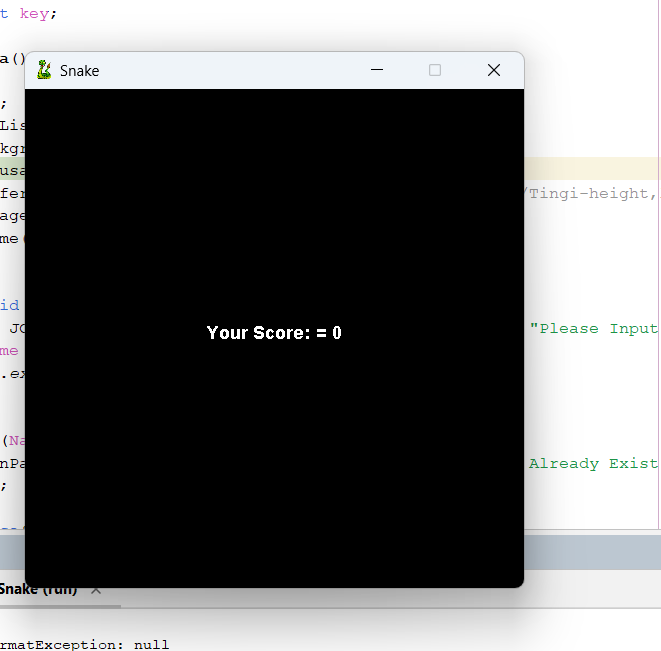 t key;
a()
Snake
;
Lis
kgr
usa
fer
/Tingi-height,
age
me(
id
JO
"Please Input
me
.ex
(Na
nPa
Already Exist
;
Your Score: = 0
Snake (run) ×
rmatException: null